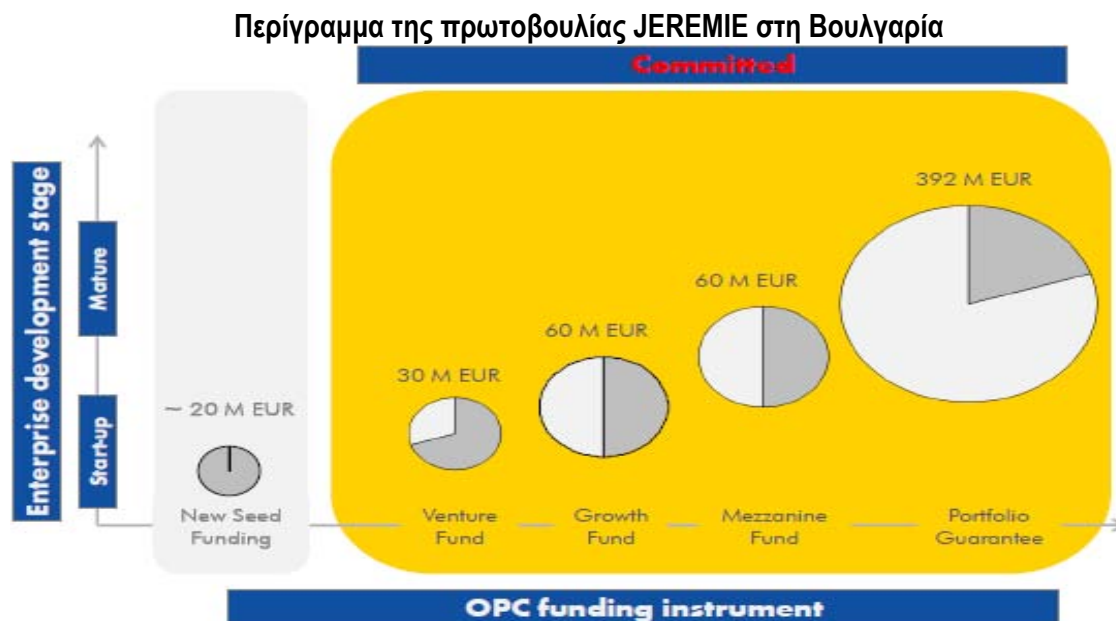 Περίγραμμα της πρωτοβουλίας JEREMIE στη Βουλγαρία
Committed
Enterprise development stage
Mature
Start-up
~ 20 M EUR
30 M EUR
60 M EUR
60 M EUR
392 M EUR
New Seed
Funding
Venture
Fund
Growth
Fund
Mezzanine
Fund
Portfolio
Guarantee
OPC funding instrument